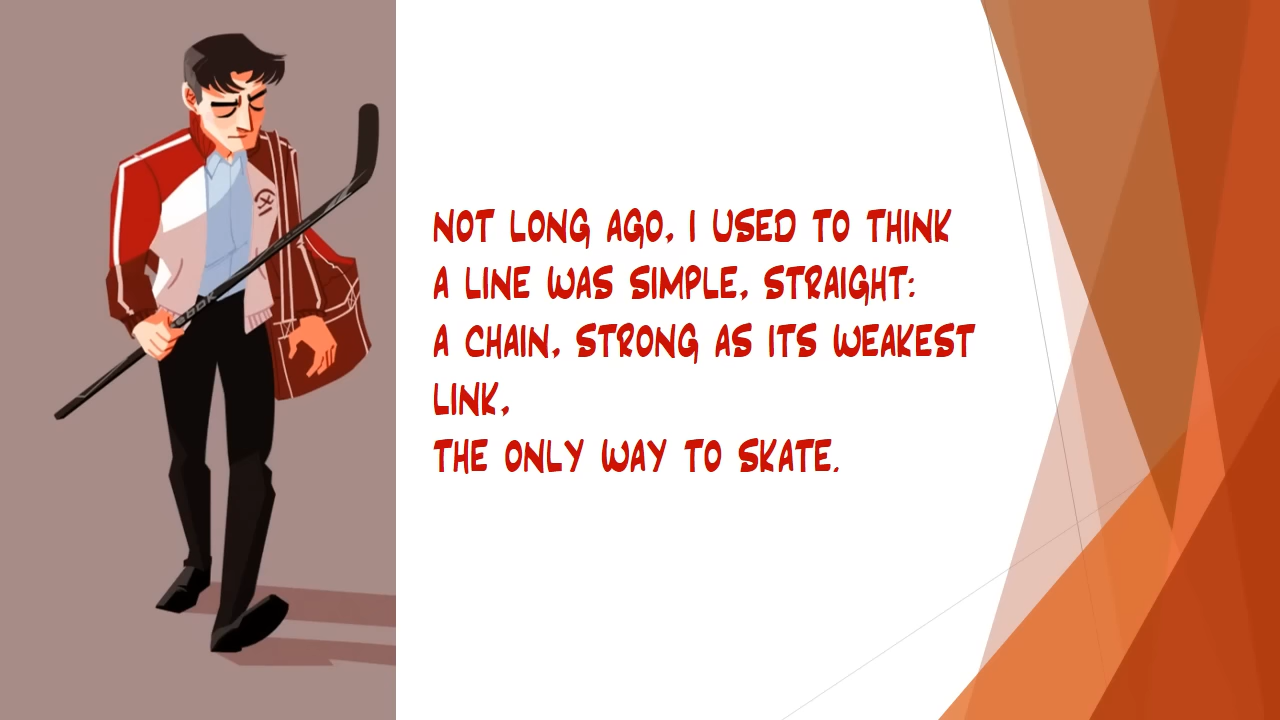 NOT LONG AGO, I USED TO THINK
A LINE WAS SIMPLE, STRAIGHT:
A CHAIN, STRONG AS ITS WEAKEST
LINK,
THE ONLY WAY TO SKATE.